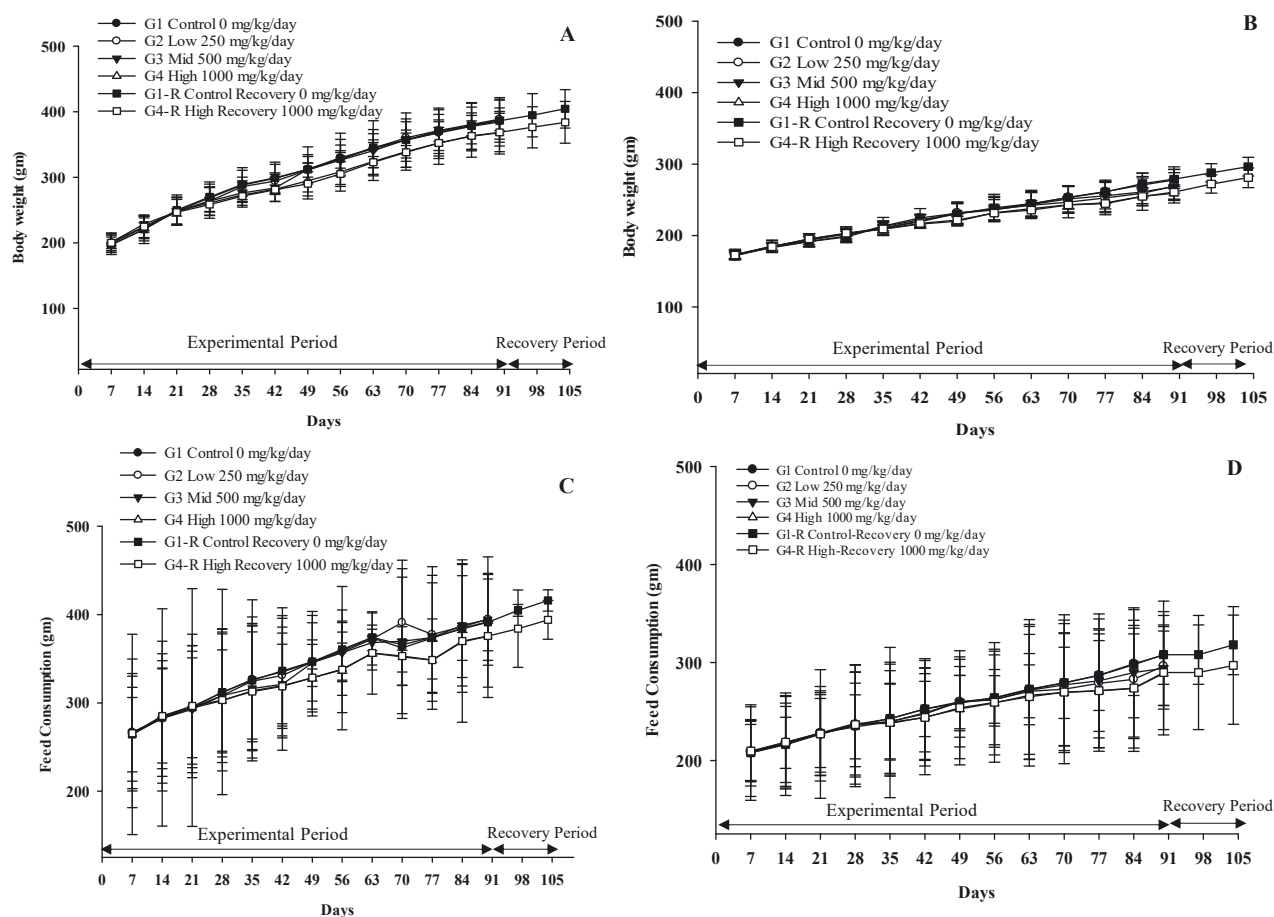 G1 Control 0 mg/kg/day
G2 Low 250 mg/kg/day
G3 Mid 500 mg/kg/day
G4 High 1000 mg/kg/day
G1-R Control Recovery 0 mg/kg/day
G4-R High Recovery 1000 mg/kg/day
A
500
400
300
200
100
Body weight (gm)
Experimental Period
Recovery Period
0 7 14 21 28 35 42 49 56 63 70 77 84 91 98 105
Days
G1 Control 0 mg/kg/day
G2 Low 250 mg/kg/day
G3 Mid 500 mg/kg/day
G4 High 1000 mg/kg/day
G1-R Control Recovery 0 mg/kg/day
G4-R High Recovery 1000 mg/kg/day
B
500
400
300
200
100
Body weight (gm)
Experimental Period
Recovery Period
0 7 14 21 28 35 42 49 56 63 70 77 84 91 98 105
Days
G1 Control 0 mg/kg/day
G2 Low 250 mg/kg/day
G3 Mid 500 mg/kg/day
G4 High 1000 mg/kg/day
G1-R Control Recovery 0 mg/kg/day
G4-R High Recovery 1000 mg/kg/day
C
500
400
300
200
Feed Consumption (gm)
Experimental Period
Recovery Period
0 7 14 21 28 35 42 49 56 63 70 77 84 91 98 105
Days
G1 Control 0 mg/kg/day
G2 Low 250 mg/kg/day
G3 Mid 500 mg/kg/day
G4 High 1000 mg/kg/day
G1-R Control-Recovery 0 mg/kg/day
G4-R High-Recovery 1000 mg/kg/day
D
500
400
300
200
Feed Consumption (gm)
Experimental Period
Recovery Period
0 7 14 21 28 35 42 49 56 63 70 77 84 91 98 105
Days